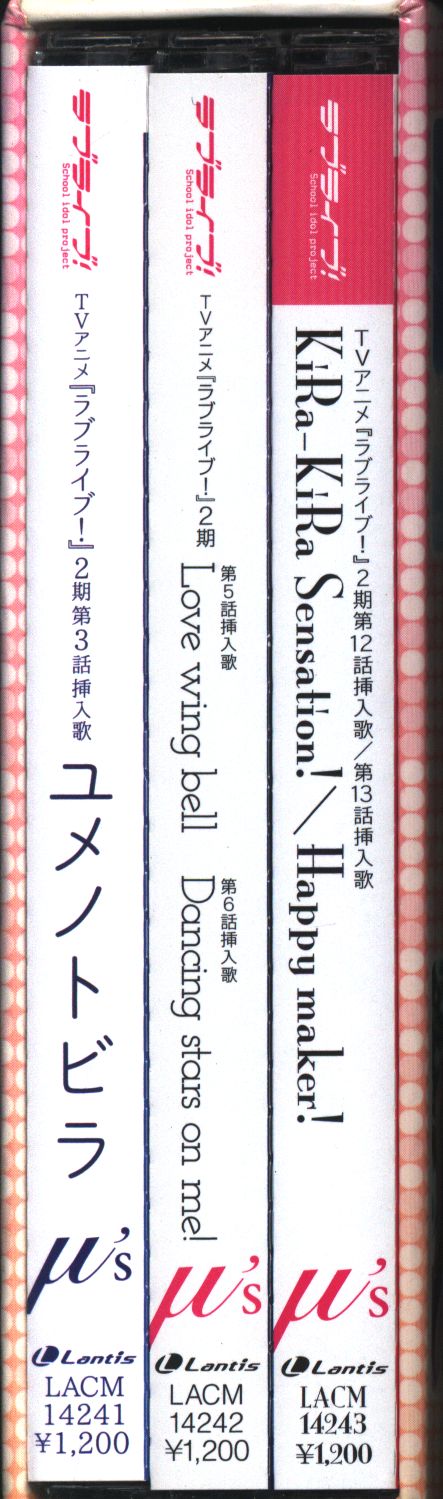 ラブライブ!
School idol project
TVアニメ『ラブライブ!』2期第3話挿入歌
ユメノトビラ
μ's
Lantis
LACM
14241
¥1,200
ラブライブ!
School idol project
TVアニメ『ラブライブ!』2期
第5話挿入歌
Love wing bell
第6話挿入歌
Dancing stars on me!
μ's
Lantis
LACM
14242
¥1,200
ラブライブ!
School idol project
TVアニメ『ラブライブ!』2期第12話挿入歌/第13話挿入歌
KiRa-KiRa Sensation!/Happy maker!
μ's
Lantis
LACM
14243
¥1,200